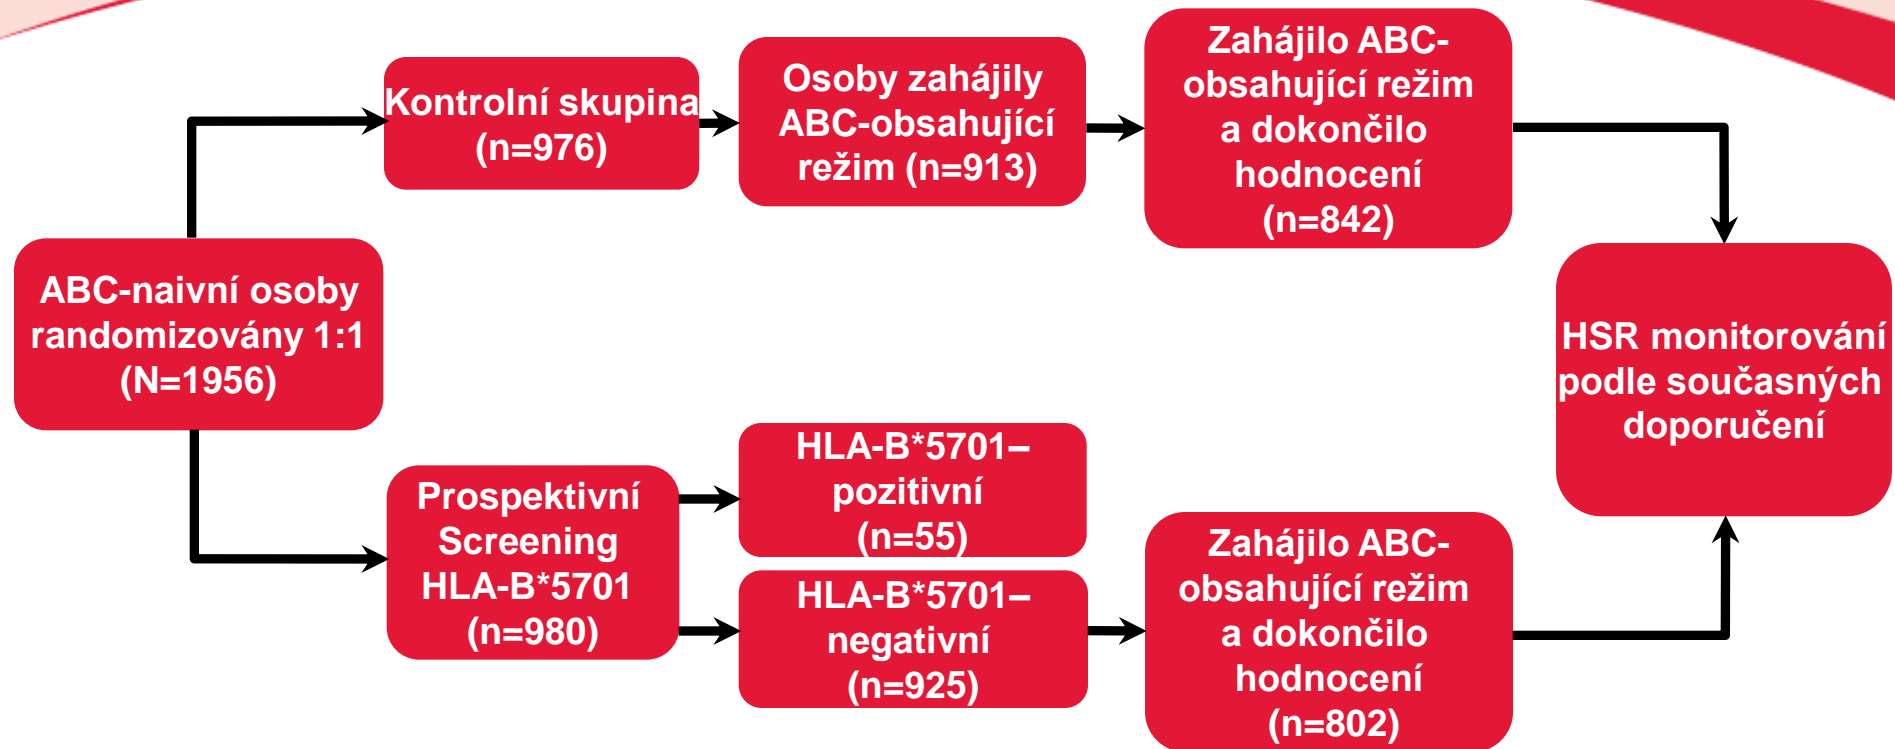 Kontrolní skupina
(n=976)
Osoby zahájily
ABC-obsahující
režim (n=913)
Zahájilo ABC-
obsahující režim
a dokončilo
hodnocení
(n=842)
ABC-naivní osoby
randomizovány 1:1
(N=1956)
HSR monitorování
podle současných
doporučení
Prospektivní
Screening
HLA-B*5701
(n=980)
HLA-B*5701–
pozitivní
(n=55)
HLA-B*5701–
negativní
(n=925)
Zahájilo ABC-
obsahující režim
a dokončilo
hodnocení
(n=802)